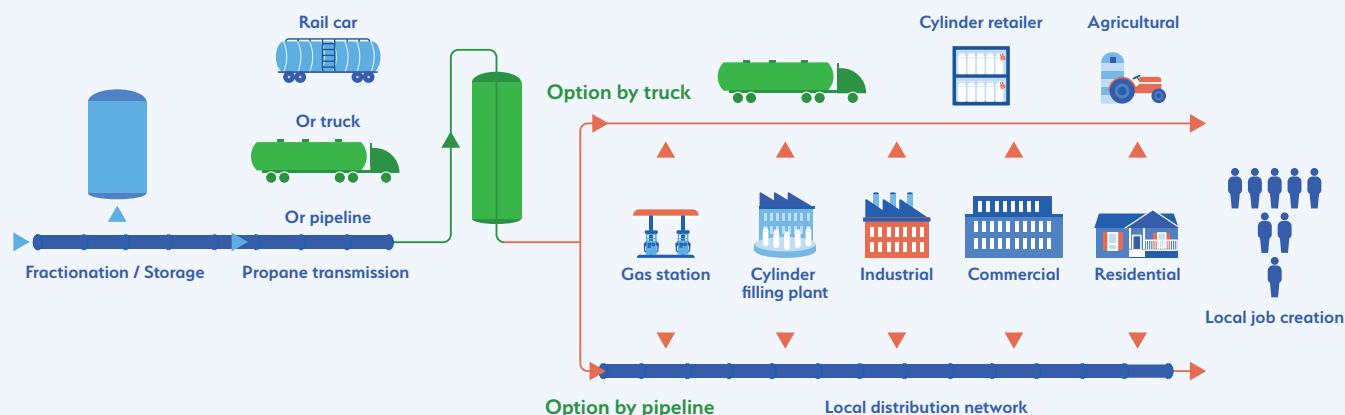 Rail car
Or truck
Or pipeline
Fractionation / Storage
Propane transmission
Option by truck
Cylinder retailer
Agricultural
Gas station
Cylinder
filling plant
Industrial
Commercial
Residential
Local job creation
Option by pipeline
Local distribution network